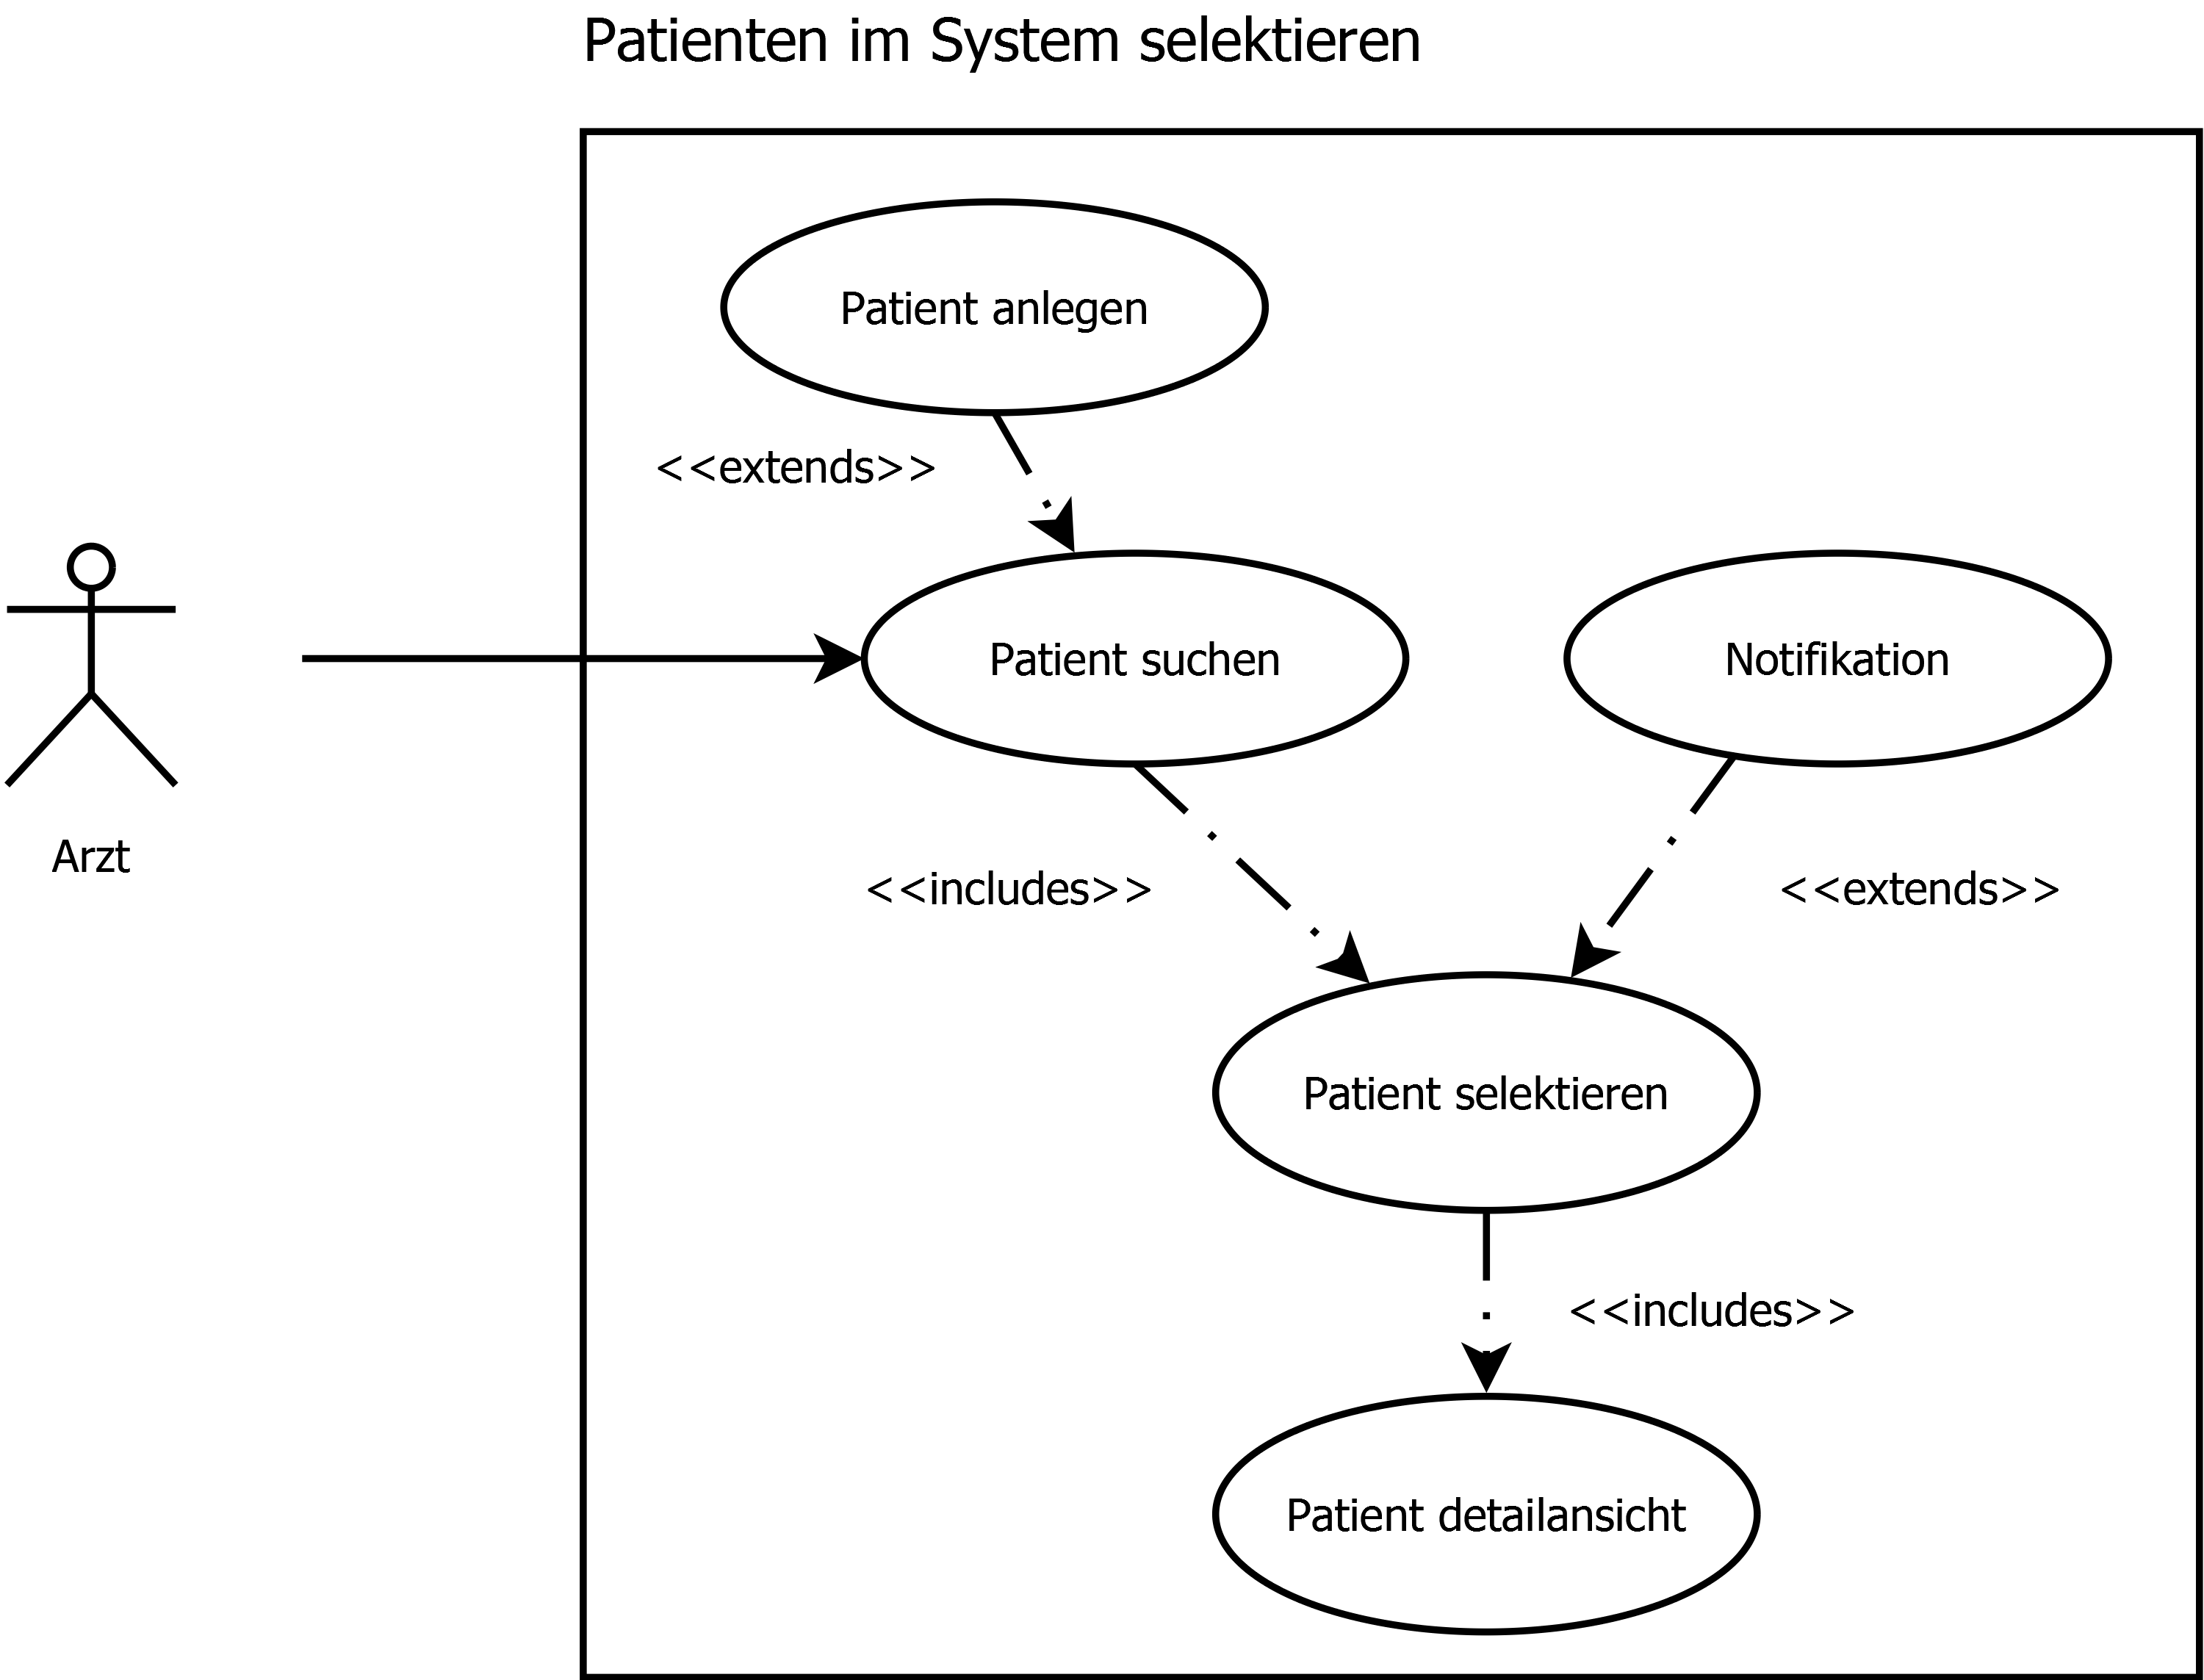 Patienten im System selektieren
Patient anlegen
<<extends>>
Patient suchen
Notifikation
Arzt
<<includes>>
<<extends>>
Patient selektieren
<<includes>>
Patient detailansicht